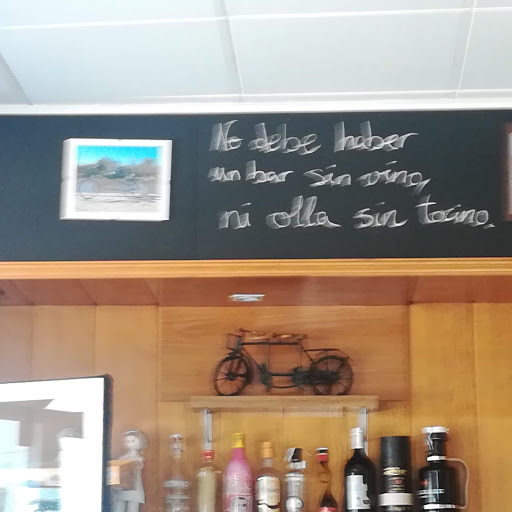 No debe haber
un bar sin vino,
ni olla sin tocino.